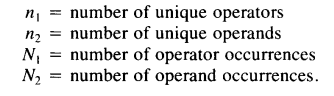 n₁ = number of unique operators
n₂ = number of unique operands
N₁ = number of operator occurrences
N₂ = number of operand occurrences.